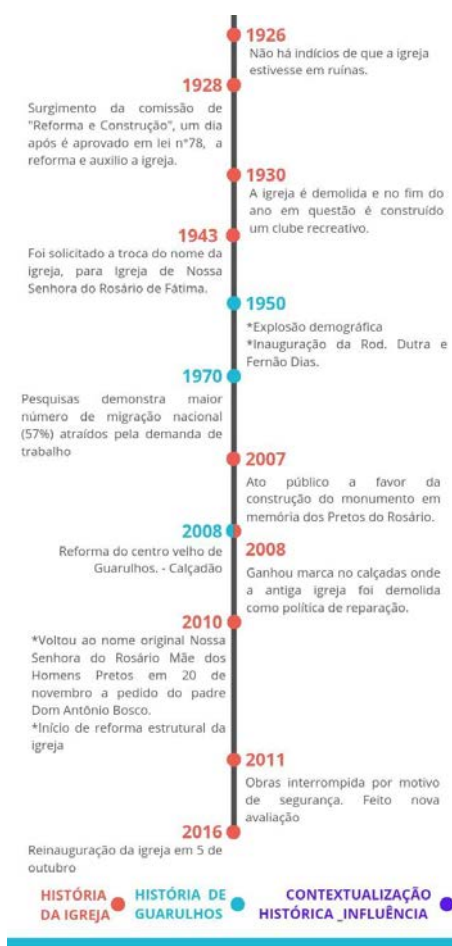 1926
Não há indícios de que a igreja
estivesse em ruínas.
1928
Surgimento da comissão de
"Reforma e Construção", um dia
após é aprovado em lei n°78, a
reforma e auxilio a igreja.
1930
A igreja é demolida e no fim do
ano em questão é construído
um clube recreativo.
1943
Foi solicitado a troca do nome da
igreja, para Igreja de Nossa
Senhora do Rosário de Fátima.
1950
*Explosão demográfica
*Inauguração da Rod. Dutra e
Fernão Dias.
1970
Pesquisas demonstra maior
número de migração nacional
(57%) atraídos pela demanda de
trabalho
2007
Ato público a favor da
construção do monumento em
memória dos Pretos do Rosário.
2008
Reforma do centro velho de
Guarulhos. - Calçadão
2008
Ganhou marca no calçadas onde
a antiga igreja foi demolida
como política de reparação.
2010
*Voltou ao nome original Nossa
Senhora do Rosário Mãe dos
Homens Pretos em 20 de
novembro a pedido do padre
Dom Antônio Bosco.
*Início de reforma estrutural da
igreja
2011
Obras interrompida por motivo
de segurança. Feito nova
avaliação
2016
Reinauguração da igreja em 5 de
outubro
HISTÓRIA
DA IGREJA
HISTÓRIA DE
GUARULHOS
CONTEXTUALIZAÇÃO
HISTÓRICA_INFLUÊNCIA